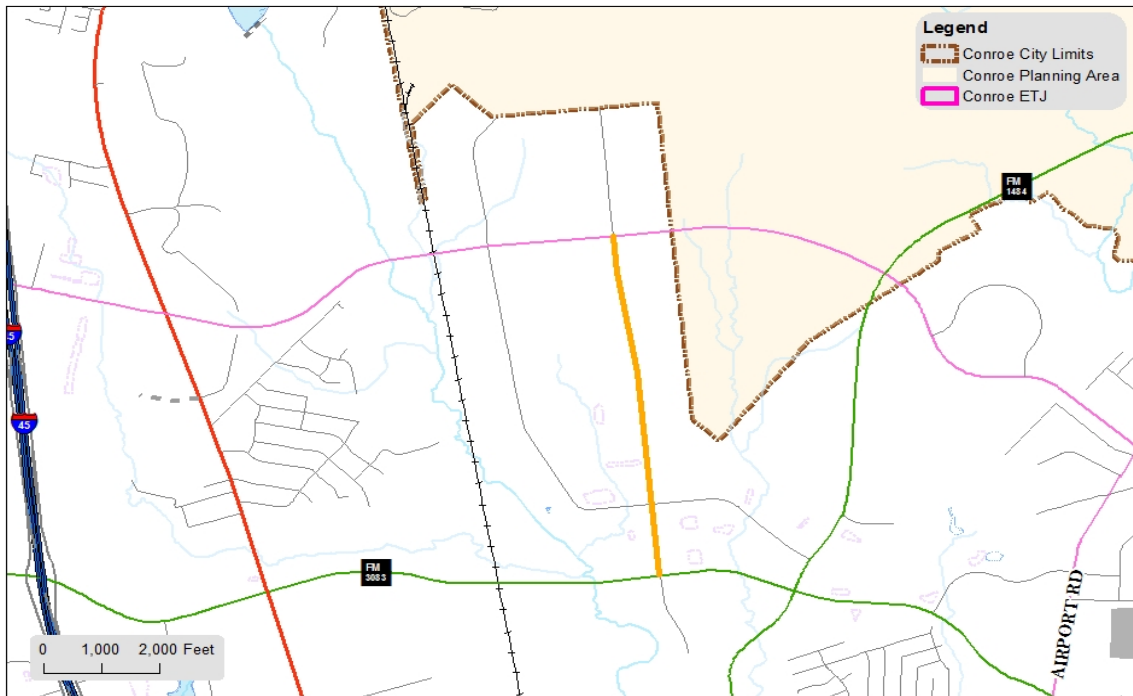 Legend
Conroe City Limits
Conroe Planning Area
Conroe ETJ
FM
1484
45
FM
3083
AIRPORT RD
0 1,000 2,000 Feet